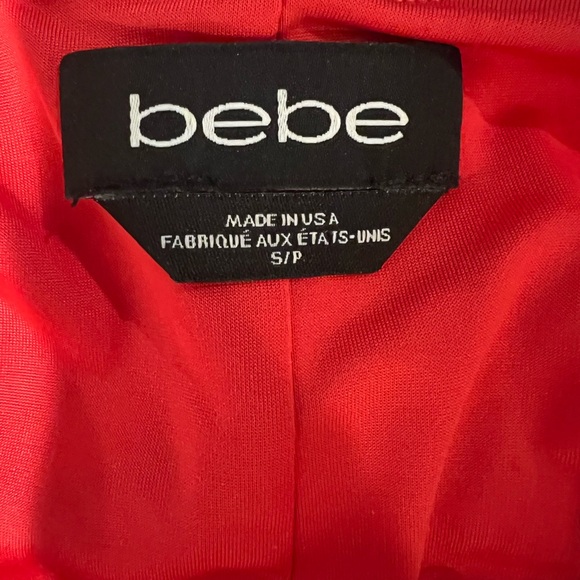 bebe
MADE IN USA
FABRIQUÉ AUX ÉTATS-UNIS
S/P